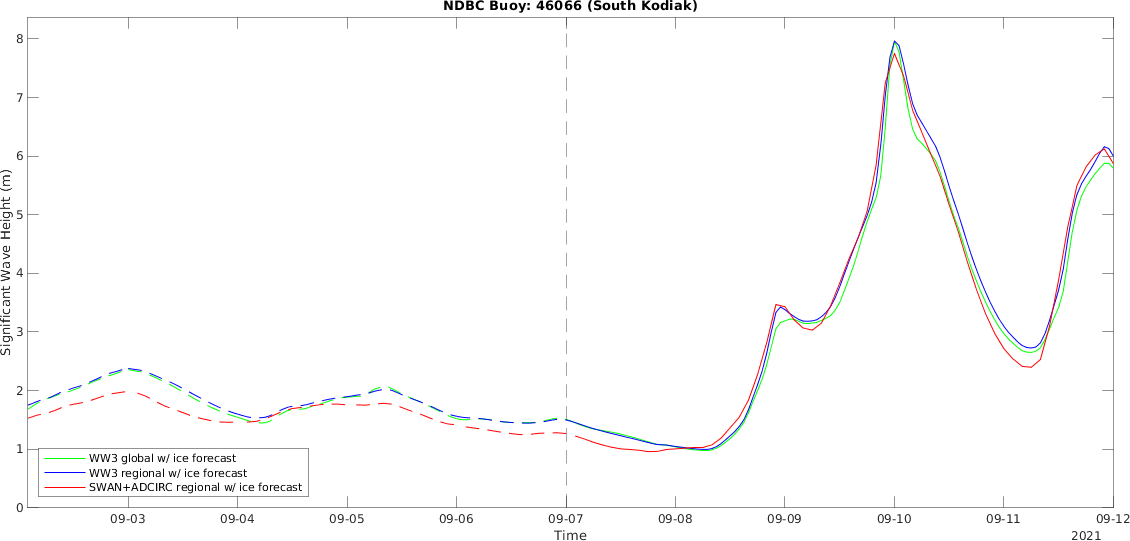 NDBC Buoy: 46066 (South Kodiak)
8
7
6
5
4
3
2
1
0
Significant Wave Height (m)
WW3 global w/ ice forecast
WW3 regional w/ ice forecast
SWAN+ADCIRC regional w/ ice forecast
09-03 09-04 09-05 09-06 09-07 09-08 09-09 09-10 09-11 09-12
Time
2021